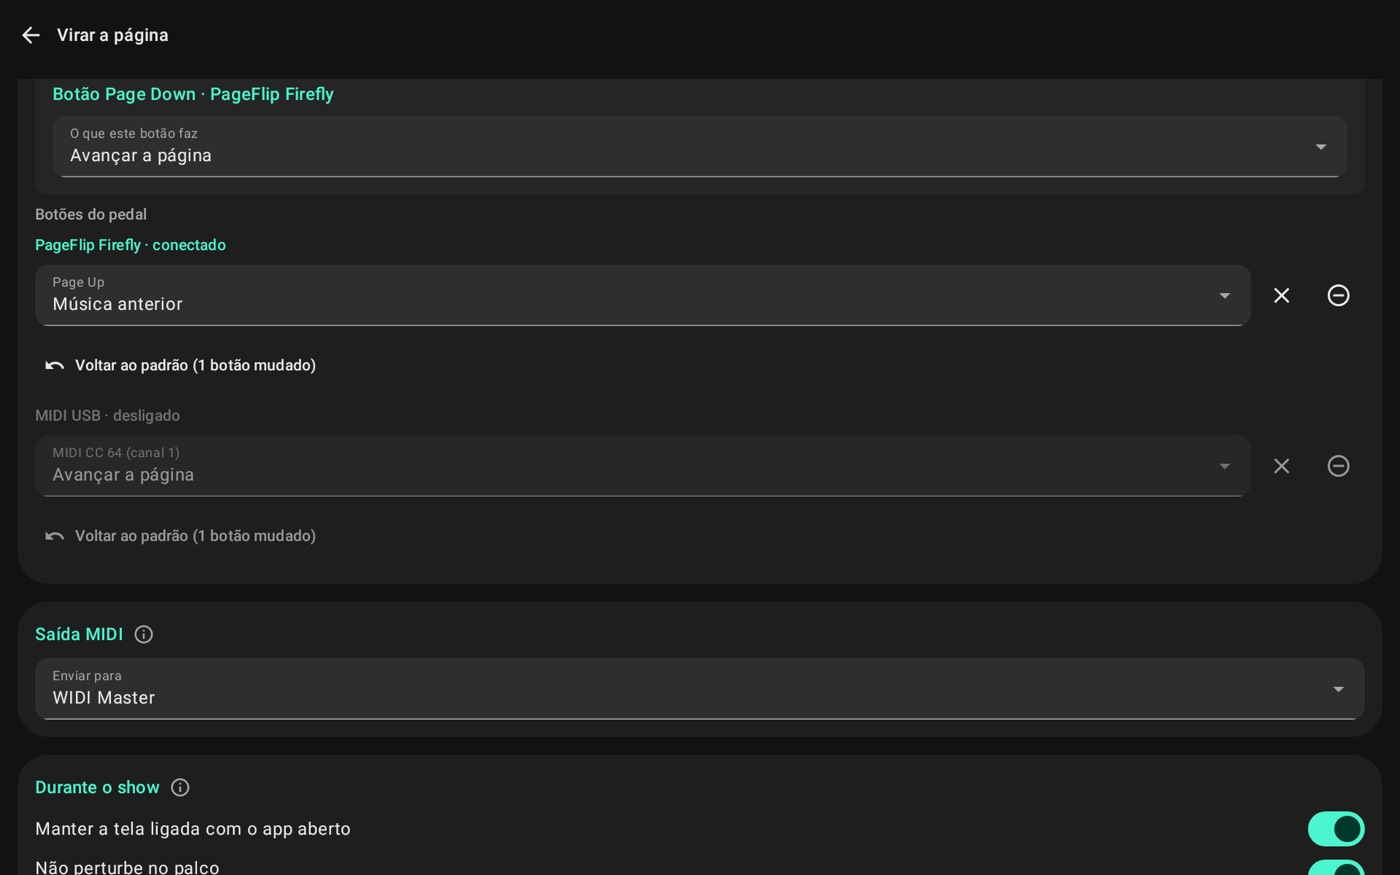 Virar a página
Botão Page Down · PageFlip Firefly
O que este botão faz
Avançar a página
Botões do pedal
PageFlip Firefly · conectado
Page Up
Música anterior
Voltar ao padrão (1 botão mudado)
MIDI USB · desligado
MIDI CC 64 (canal 1)
Avançar a página
Voltar ao padrão (1 botão mudado)
Saída MIDI
Enviar para
WIDI Master
Durante o show
Manter a tela ligada com o app aberto
Não perturbe no palco